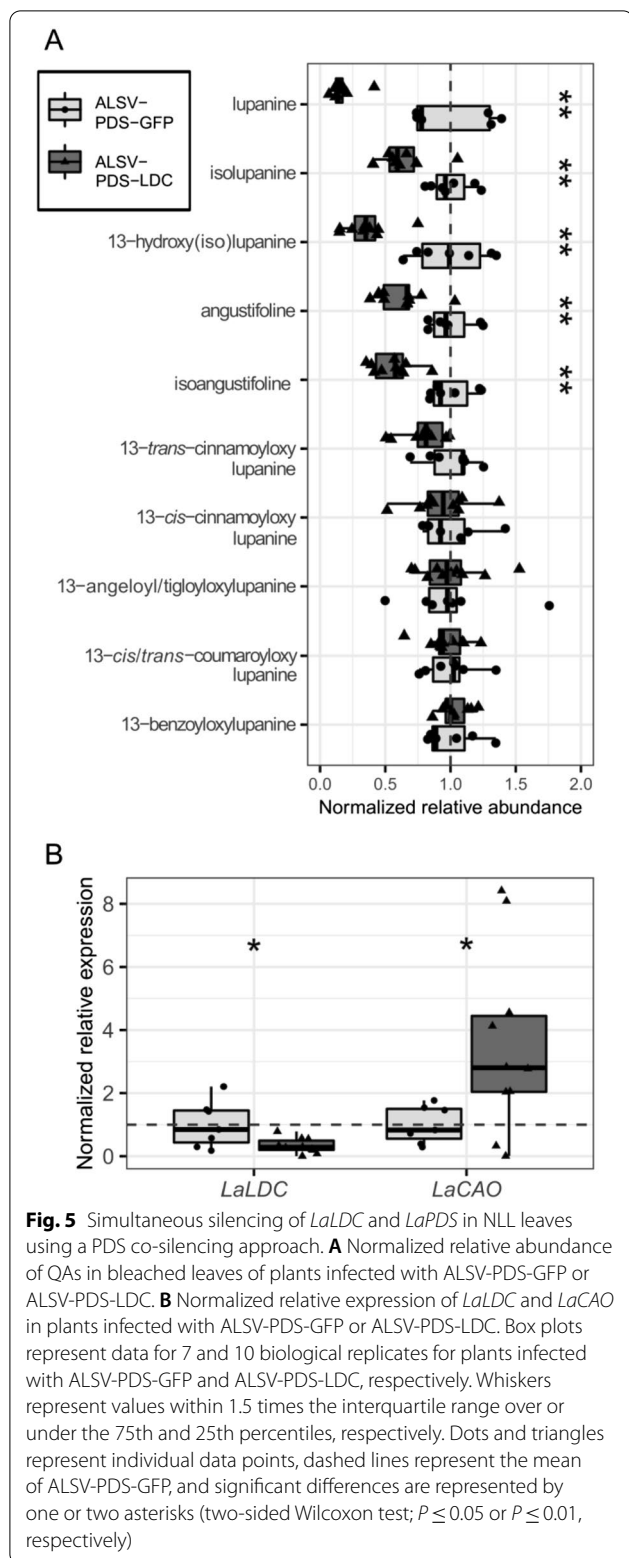 A
ALSV-
PDS-GFP
ALSV-
PDS-LDC
lupanine
**
isolupanine
**
13-hydroxy(iso)lupanine
**
angustifoline
**
isoangustifoline
**
13-trans-cinnamoyloxy
lupanine
13-cis-cinnamoyloxy
lupanine
13-angeloyl/tigloyloxylupanine
13-cis/trans-coumaroyloxy
lupanine
13-benzoyloxylupanine
0.0 0.5 1.0 1.5 2.0
Normalized relative abundance
B
Normalized relative expression
8
6
4
2
0
* *
LaLDC LaCAO
Fig. 5 Simultaneous silencing of LaLDC and LaPDS in NLL leaves
using a PDS co-silencing approach. A Normalized relative abundance
of QAs in bleached leaves of plants infected with ALSV-PDS-GFP or
ALSV-PDS-LDC. B Normalized relative expression of LaLDC and LaCAO
in plants infected with ALSV-PDS-GFP or ALSV-PDS-LDC. Box plots
represent data for 7 and 10 biological replicates for plants infected
with ALSV-PDS-GFP and ALSV-PDS-LDC, respectively. Whiskers
represent values within 1.5 times the interquartile range over or
under the 75th and 25th percentiles, respectively. Dots and triangles
represent individual data points, dashed lines represent the mean
of ALSV-PDS-GFP, and significant differences are represented by
one or two asterisks (two-sided Wilcoxon test; P ≤ 0.05 or P ≤ 0.01,
respectively)